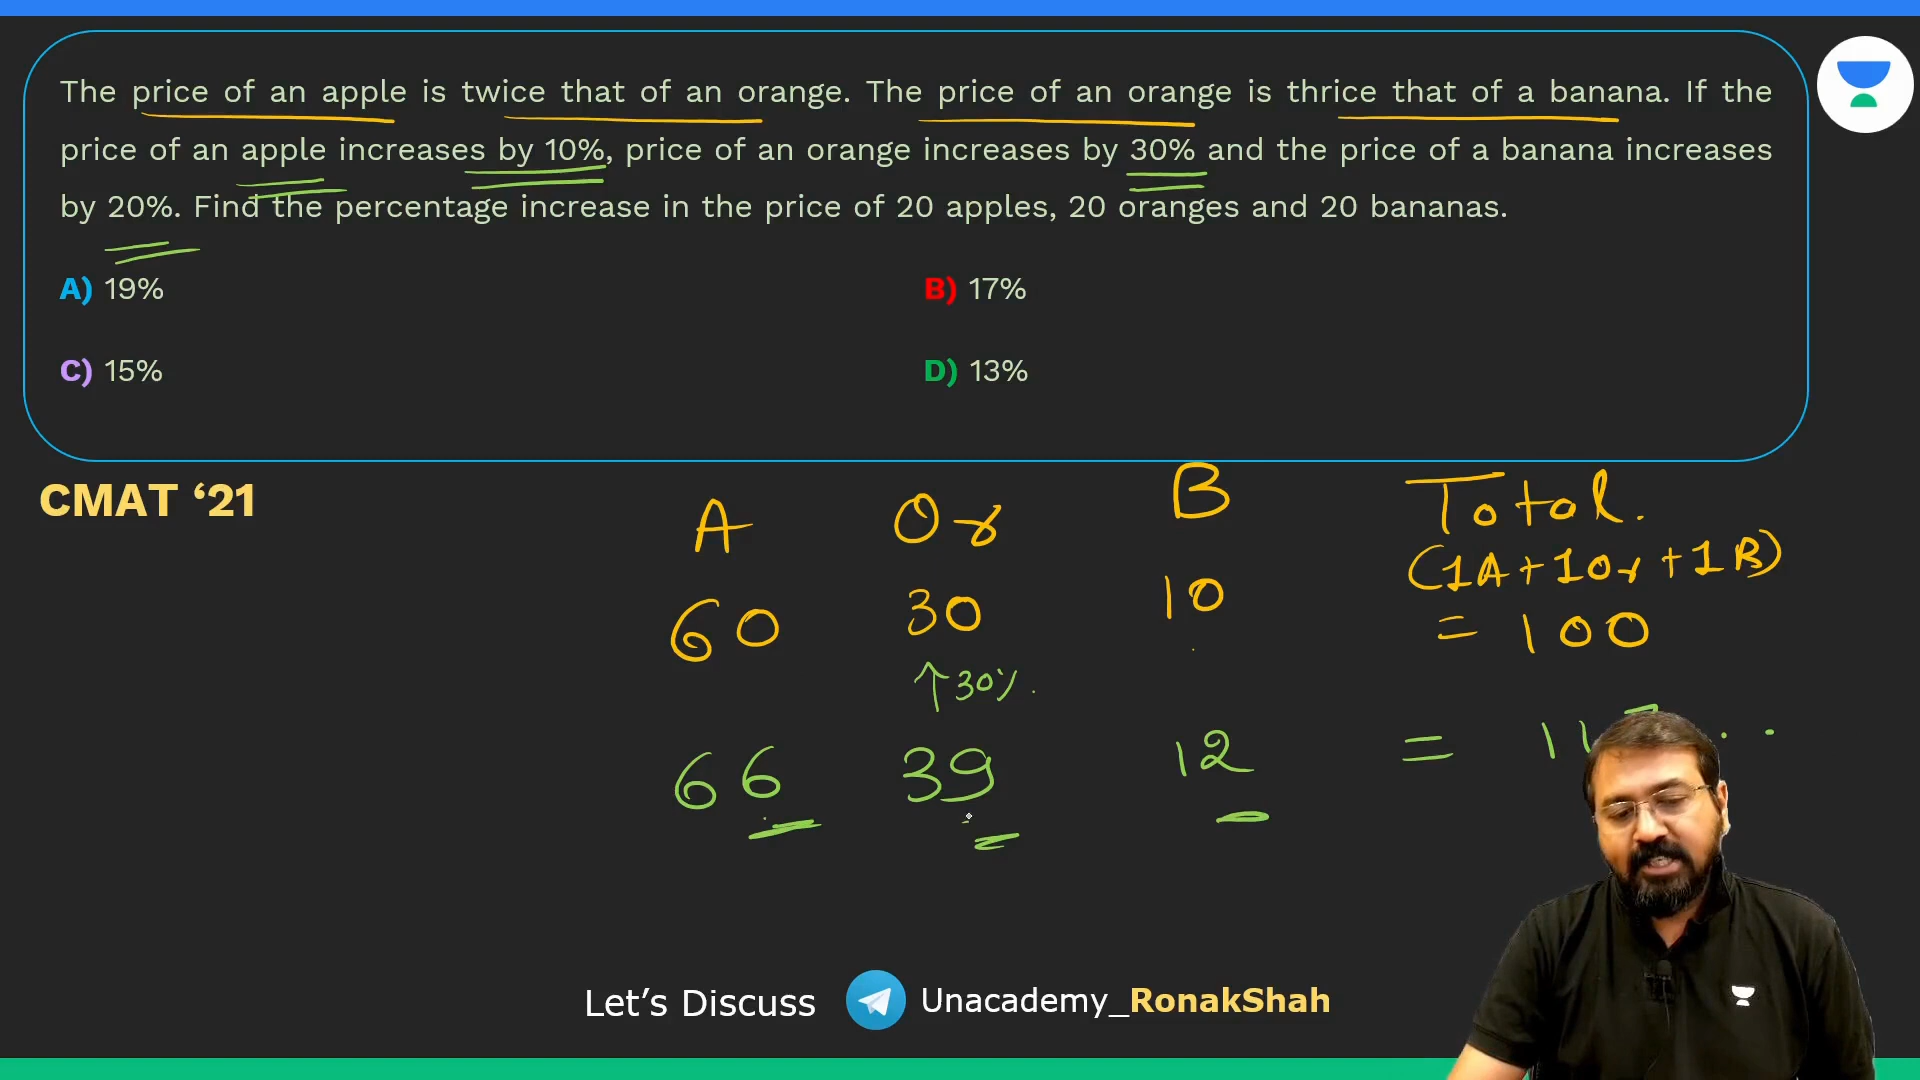 The price of an apple is twice that of an orange. The price of an orange is thrice that of a banana. If the
price of an apple increases by 10%, price of an orange increases by 30% and the price of a banana increases
by 20%. Find the percentage increase in the price of 20 apples, 20 oranges and 20 bananas.
A) 19% B) 17%
C) 15% D) 13%
CMAT ‘21
A Or B Total.
(1A+1Or+1B)
60 30 10 = 100
↑30%.
66 39 12 =
Let’s Discuss Unacademy_RonakShah